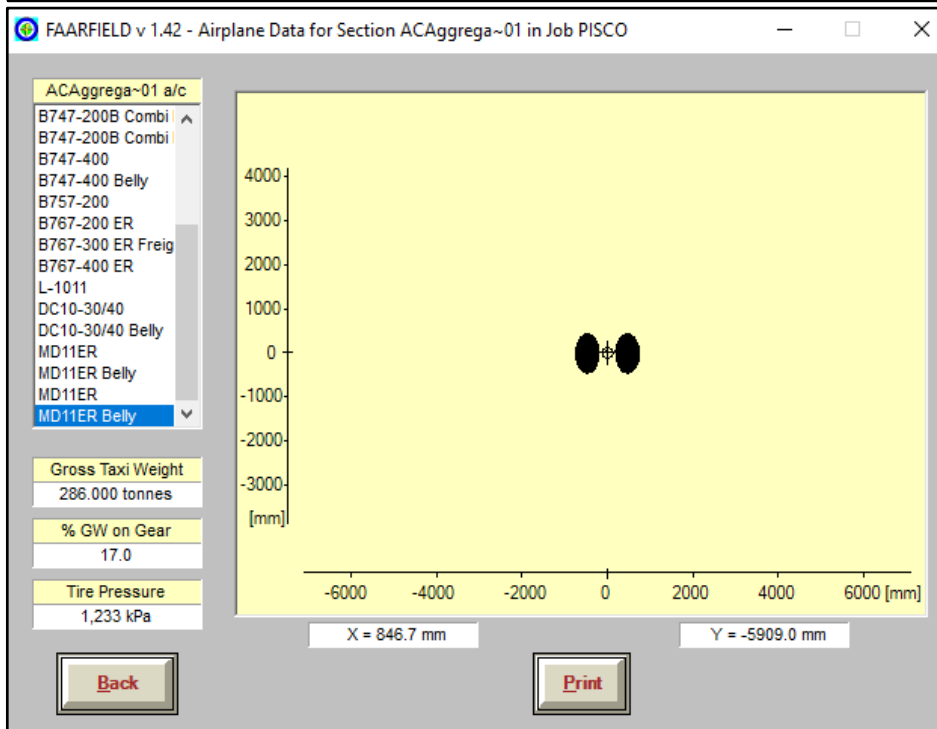 FAARFIELD v 1.42 - Airplane Data for Section ACAggrega~01 in Job PISCO
ACAggrega~01 a/c
B747-200B Combi
B747-200B Combi
B747-400
B747-400 Belly
B757-200
B767-200 ER
B767-300 ER Freig
B767-400 ER
L-1011
DC10-30/40
DC10-30/40 Belly
MD11ER
MD11ER Belly
MD11ER
MD11ER Belly
Gross Taxi Weight
286.000 tonnes
% GW on Gear
17.0
Tire Pressure
1,233 kPa
4000
3000
2000
1000
0
-1000
-2000
-3000
[mm]
-6000 -4000 -2000 0 2000 4000 6000 [mm]
X = 846.7 mm
Y = -5909.0 mm
Back
Print